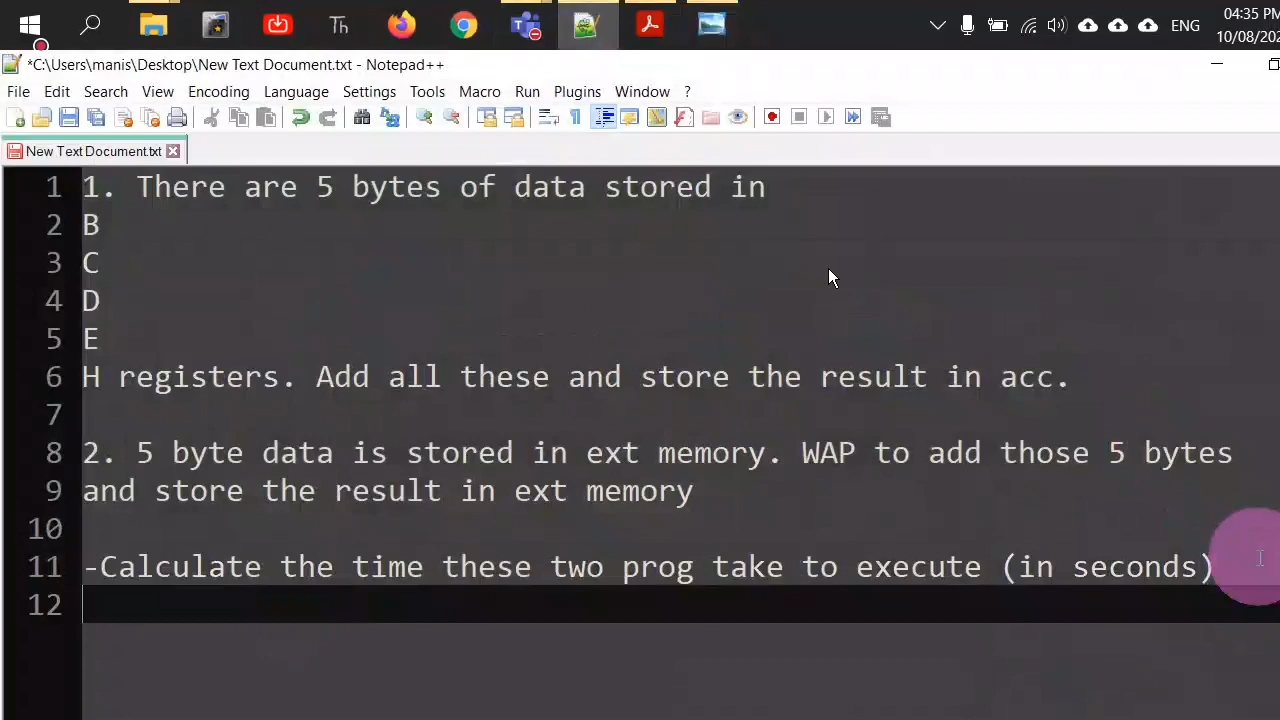 Th
ENG
04:35 PM
10/08/202
*C:\Users\manis\Desktop\New Text Document.txt - Notepad++
File Edit Search View Encoding Language Settings Tools Macro Run Plugins Window ?
New Text Document.txt
1 1. There are 5 bytes of data stored in
2 B
3 C
4 D
5 E
6 H registers. Add all these and store the result in acc.
7
8 2. 5 byte data is stored in ext memory. WAP to add those 5 bytes
9 and store the result in ext memory
10
11 -Calculate the time these two prog take to execute (in seconds)
12